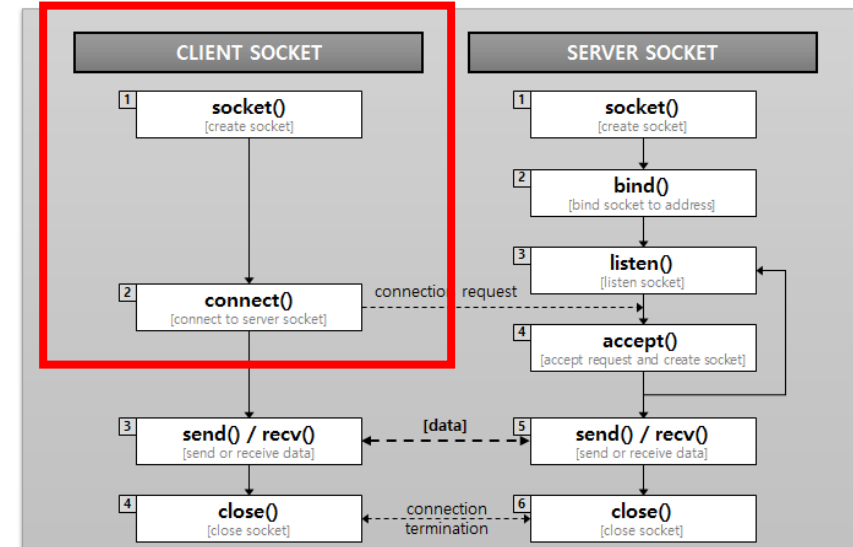 CLIENT SOCKET
1
socket()
[create socket]
2
connect()
[connect to server socket]
3
send() / recv()
[send or receive data]
4
close()
[close socket]
connection request
[data]
connection
termination
SERVER SOCKET
1
socket()
[create socket]
2
bind()
[bind socket to address]
3
listen()
[listen socket]
4
accept()
[accept request and create socket]
5
send() / recv()
[send or receive data]
6
close()
[close socket]